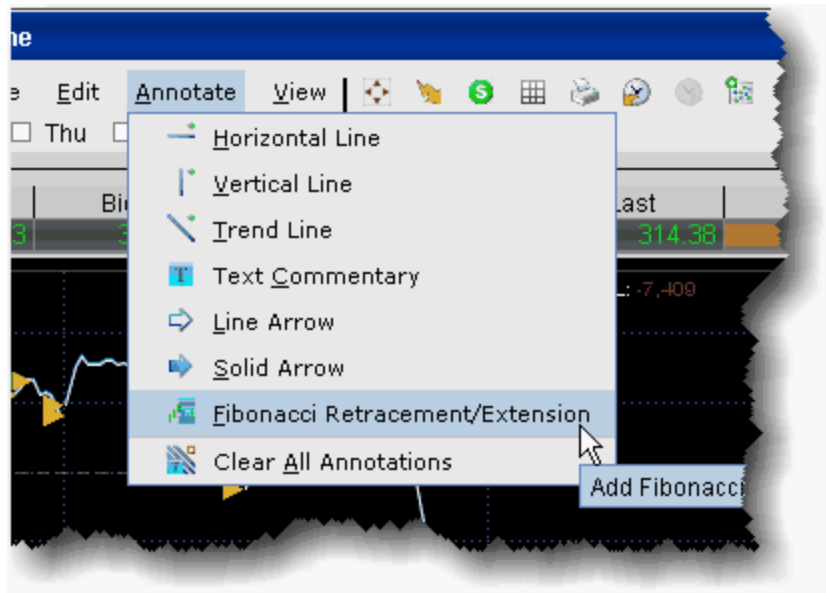 ne
e Edit Annotate View
Thu
Horizontal Line
Vertical Line
Trend Line
Text Commentary
Line Arrow
Solid Arrow
Fibonacci Retracement/Extension
Clear All Annotations
Add Fibonacci
Bi
Last
3 3 314.38
L: -7,409